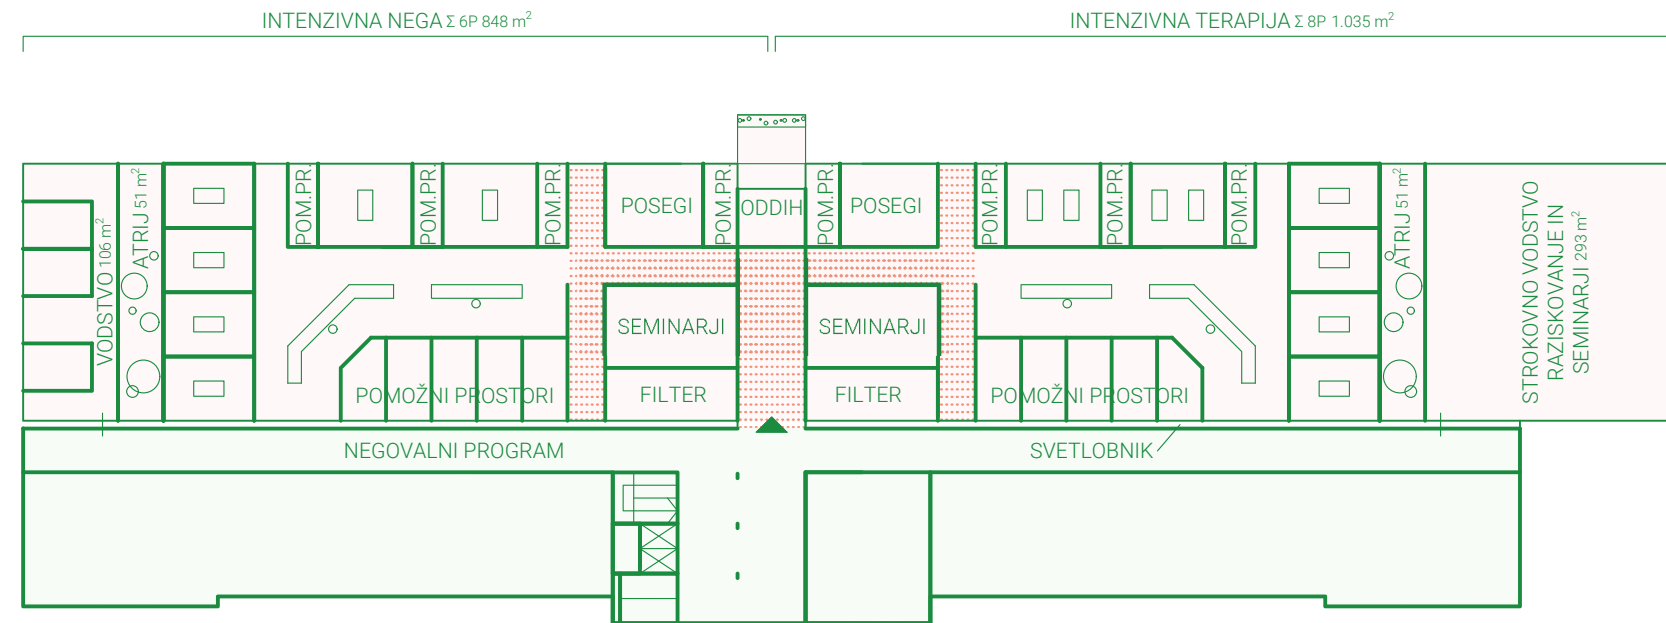 INTENZIVNA NEGA Σ 6P 848 m²
INTENZIVNA TERAPIJA Σ 8P 1.035 m²
VODSTVO 106 m²
ATRIJ 51 m²
POM.PR.
POM.PR.
POM.PR.
POSEGI
POM.PR.
ODDIH
POM.PR.
POSEGI
POM.PR.
POM.PR.
POM.PR.
ATRIJ 51 m²
STROKOVNO VODSTVO
RAZISKOVANJE IN
SEMINARJI 293 m²
SEMINARJI
SEMINARJI
POMOŽNI PROSTORI
FILTER
FILTER
POMOŽNI PROSTORI
NEGOVALNI PROGRAM
SVETLOBNIK